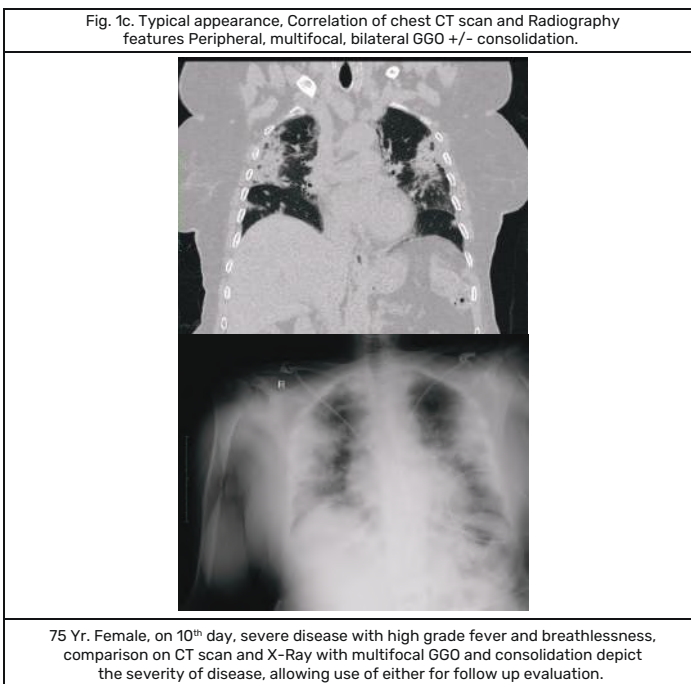 Fig. 1c. Typical appearance, Correlation of chest CT scan and Radiography
features Peripheral, multifocal, bilateral GGO +/- consolidation.
R
75 Yr. Female, on 10th day, severe disease with high grade fever and breathlessness,
comparison on CT scan and X-Ray with multifocal GGO and consolidation depict
the severity of disease, allowing use of either for follow up evaluation.